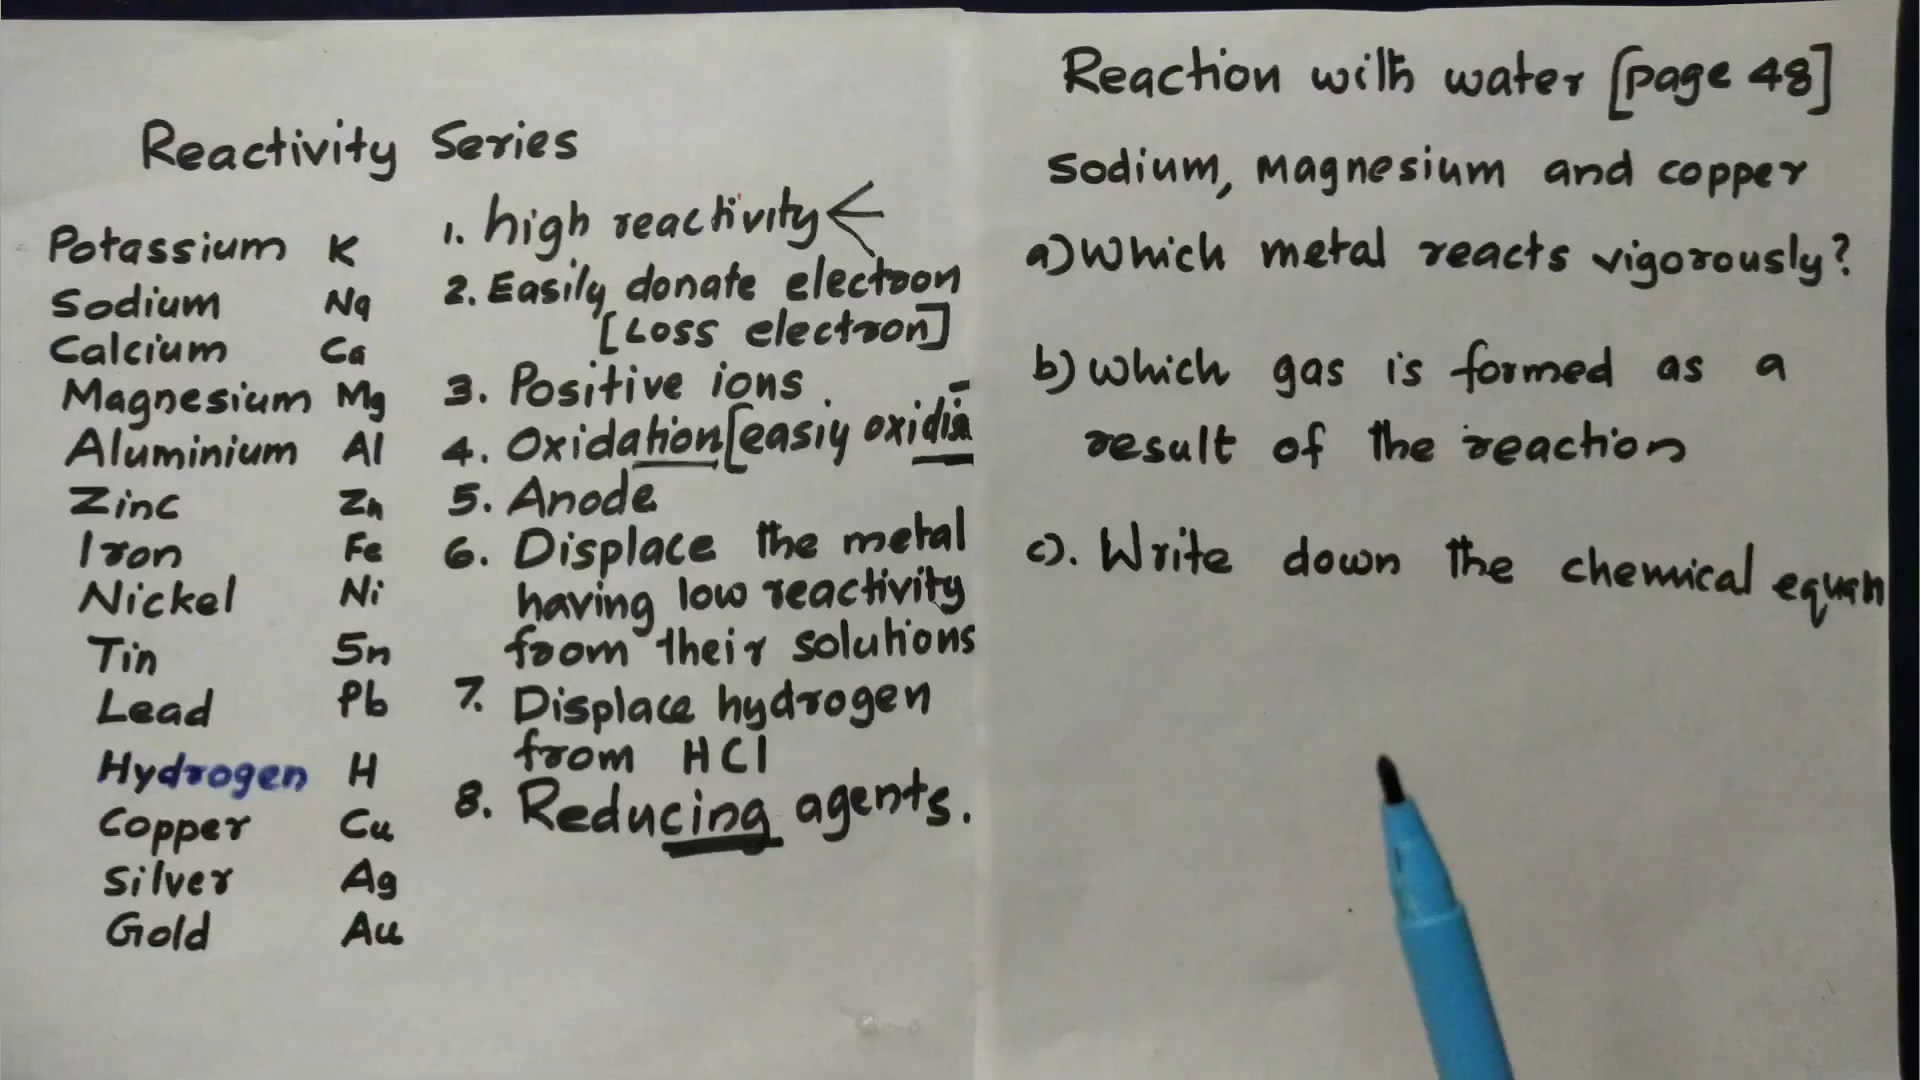 Reactivity Series
Potassium K
Sodium Na
Calcium Ca
Magnesium Mg
Aluminium Al
Zinc Zn
Iron Fe
Nickel Ni
Tin Sn
Lead Pb
Hydrogen H
Copper Cu
Silver Ag
Gold Au
1. high reactivity
2. Easily donate electron
[Loss electron]
3. Positive ions.
4. Oxidation [easiy
5. Anode
6. Displace the metal
having low reactivity
from their solutions
7. Displace hydrogen
from HCl
8. Reducing agents.
Reaction with water [page 48]
Sodium, Magnesium and copper
a) Which metal reacts vigorously?
b) which gas is formed as a
result of the reaction
c). Write down the chemical